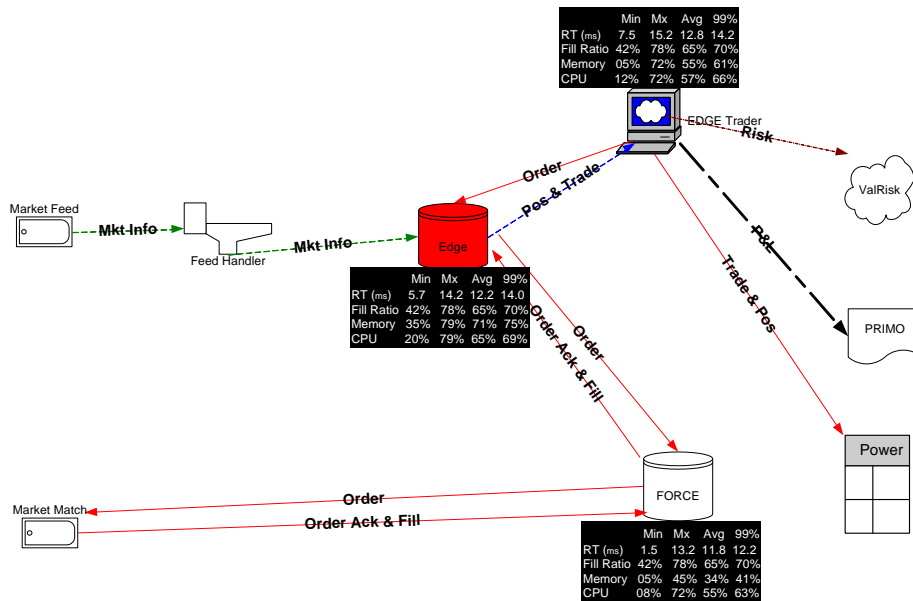 Min Mx Avg 99%
RT (ms) 7.5 15.2 12.8 14.2
Fill Ratio 42% 78% 65% 70%
Memory 05% 72% 55% 61%
CPU 12% 72% 57% 66%
EDGE Trader
Risk
ValRisk
Order
Pos & Trade
Market Feed
Mkt Info
Feed Handler
Mkt Info
Edge
P&L
Trade & Pos
PRIMO
Min Mx Avg 99%
RT (ms) 5.7 14.2 12.2 14.0
Fill Ratio 42% 78% 65% 70%
Memory 35% 79% 71% 75%
CPU 20% 79% 65% 69%
Order Ack & Fill
Order
Power
FORCE
Market Match
Order
Order Ack & Fill
Min Mx Avg 99%
RT (ms) 1.5 13.2 11.8 12.2
Fill Ratio 42% 78% 65% 70%
Memory 05% 45% 34% 41%
CPU 08% 72% 55% 63%